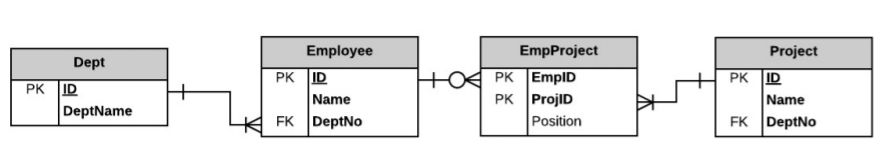 Dept
PK ID
DeptName
Employee
PK ID
Name
FK DeptNo
EmpProject
PK EmpID
PK ProjID
Position
Project
PK ID
Name
FK DeptNo